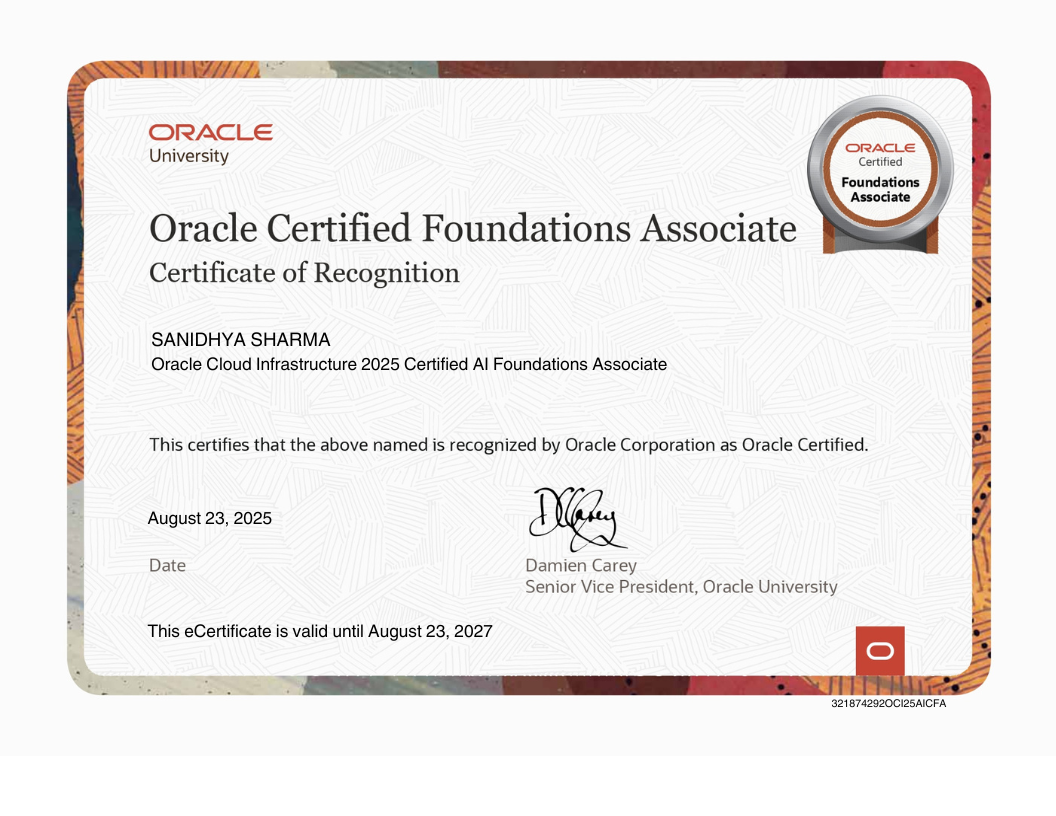 ORACLE
University
ORACLE
Certified
Foundations
Associate
Oracle Certified Foundations Associate
Certificate of Recognition
SANIDHYA SHARMA
Oracle Cloud Infrastructure 2025 Certified AI Foundations Associate
This certifies that the above named is recognized by Oracle Corporation as Oracle Certified.
DCarey
August 23, 2025
Date
Damien Carey
Senior Vice President, Oracle University
This eCertificate is valid until August 23, 2027
321874292OCI25AICFA